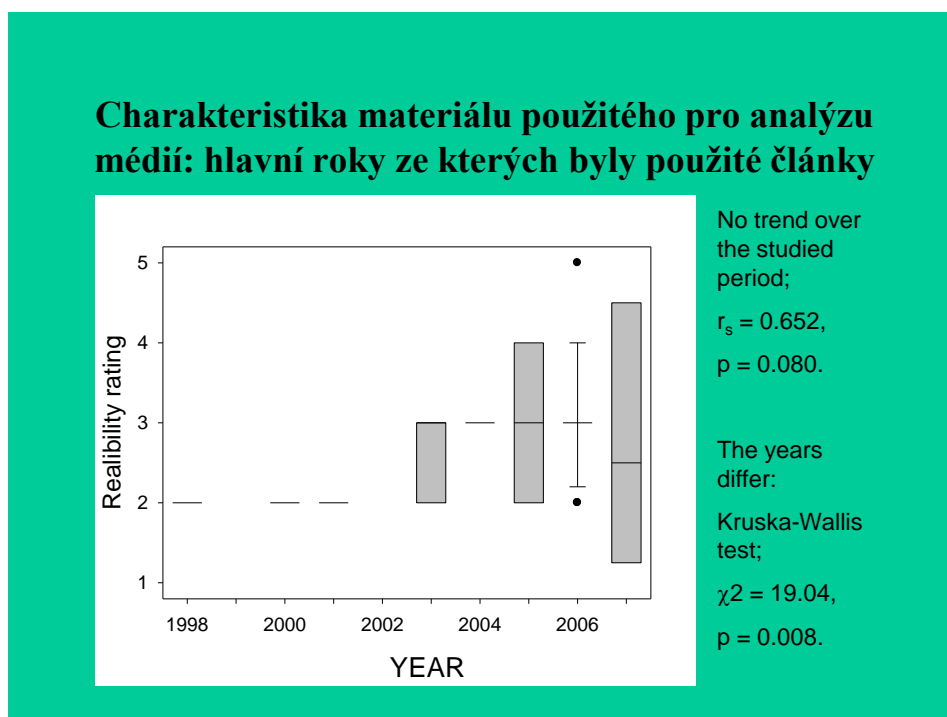 Charakteristika materiálu použitého pro analýzu
médií: hlavní roky ze kterých byly použité články
No trend over
the studied
period;
rs = 0.652,
p = 0.080.
The years
differ:
Kruska-Wallis
test;
χ2 = 19.04,
p = 0.008.
Realibility rating
5
4
3
2
1
1998 2000 2002 2004 2006
YEAR